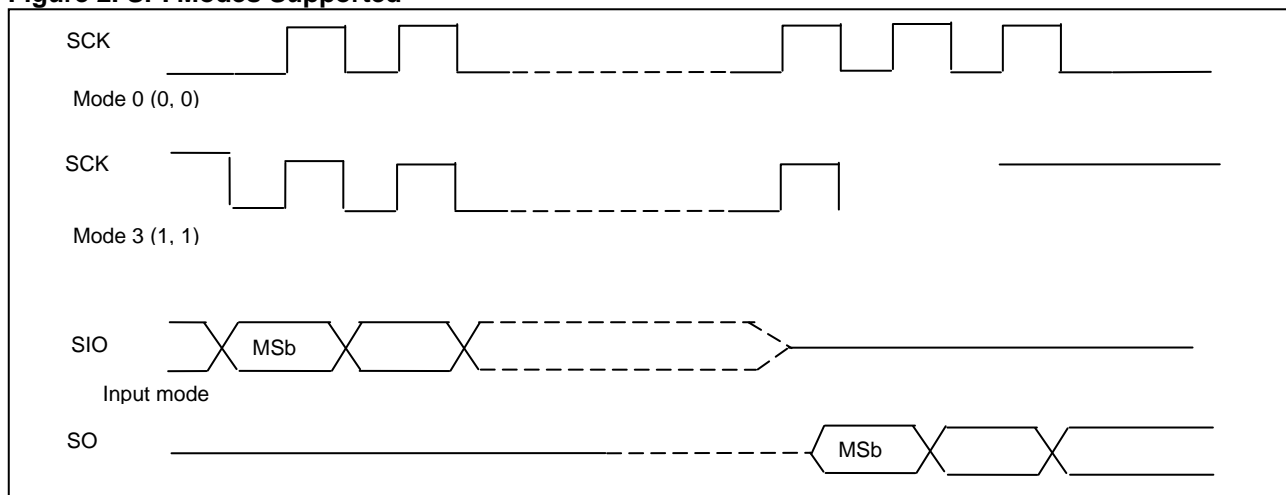 SCK
Mode 0 (0, 0)
SCK
Mode 3 (1, 1)
SIO
MSb
Input mode
SO
MSb